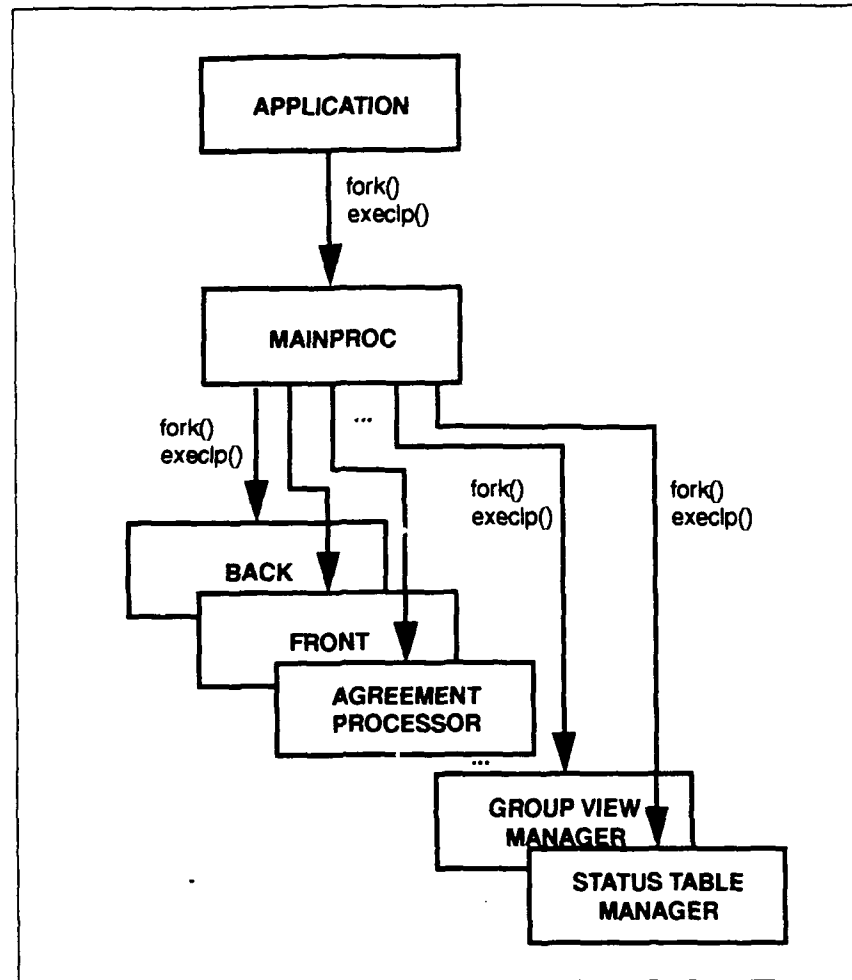 APPLICATION
fork()
execlp()
MAINPROC
...
fork()
execlp()
fork()
execlp()
fork()
execlp()
BACK
FRONT
AGREEMENT
PROCESSOR
...
GROUP VIEW
MANAGER
STATUS TABLE
MANAGER